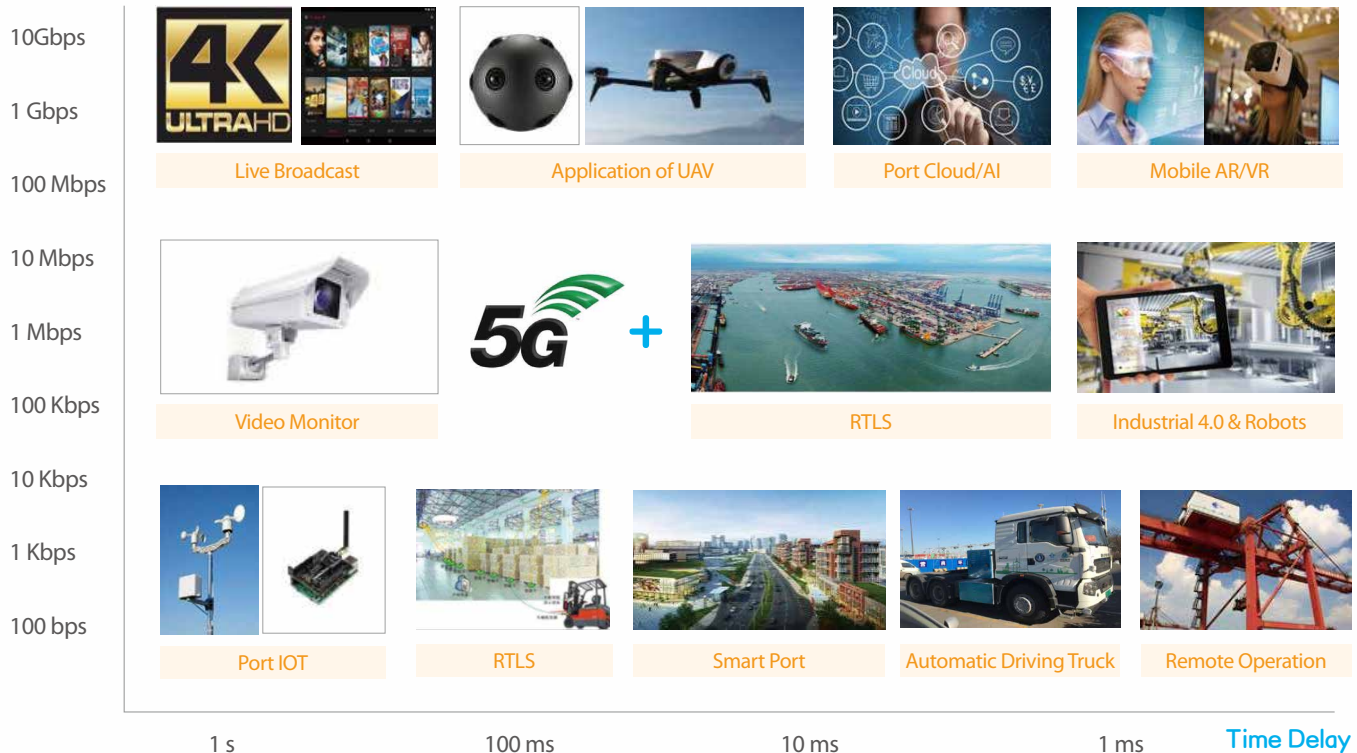 10Gbps
1 Gbps
100 Mbps
10 Mbps
1 Mbps
100 Kbps
10 Kbps
1 Kbps
100 bps
4K
ULTRAHD
Cloud
Live Broadcast
Application of UAV
Port Cloud/AI
Mobile AR/VR
5G
+
Video Monitor
RTLS
Industrial 4.0 & Robots
Port IOT
RTLS
Smart Port
Automatic Driving Truck
Remote Operation
1 s
100 ms
10 ms
1 ms
Time Delay